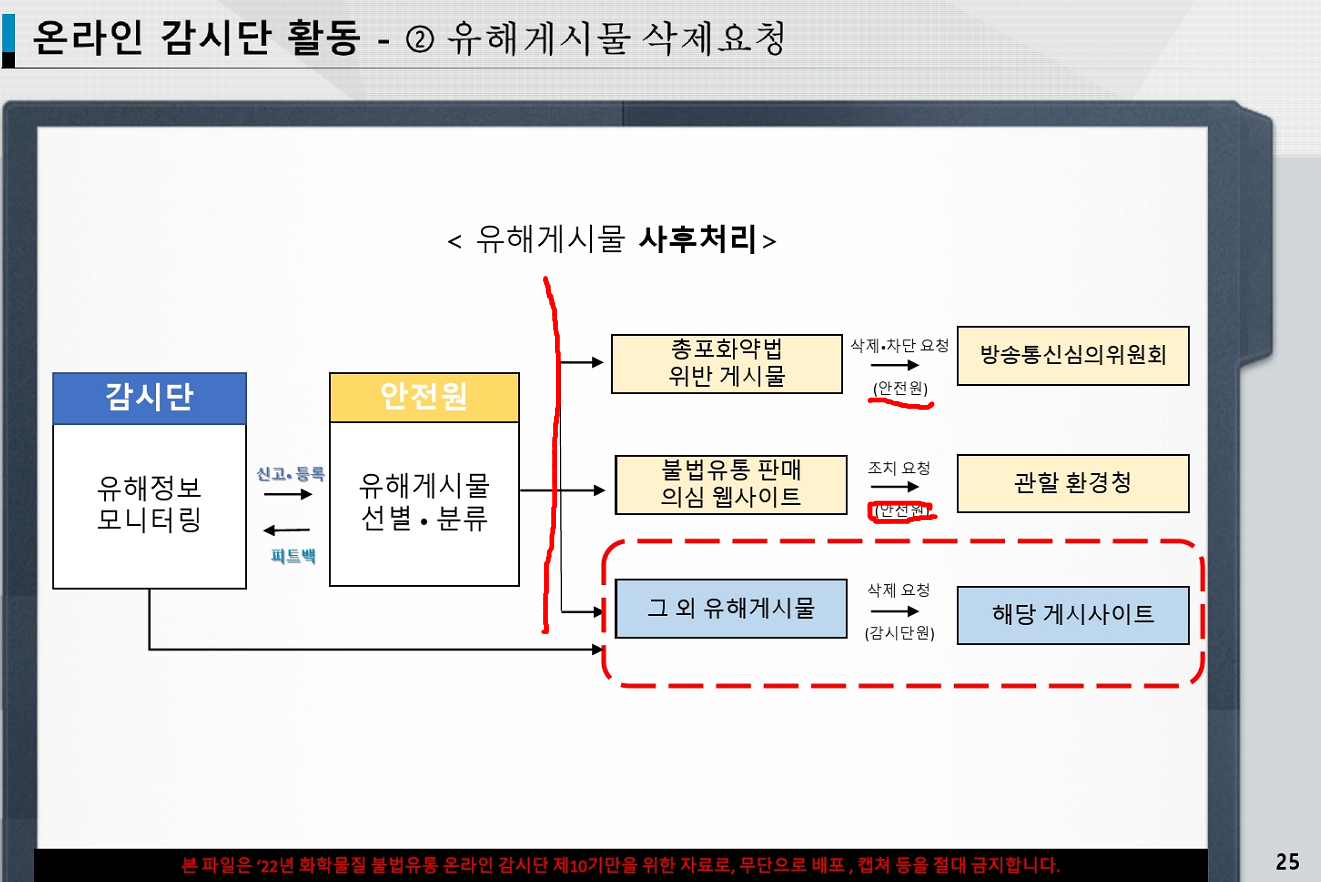 온라인 감시단 활동 - ② 유해게시물 삭제요청
< 유해게시물 사후처리>
감시단
유해정보
모니터링
신고•등록
피트백
안전원
유해게시물
선별•분류
총포화약법
위반 게시물
삭제•차단 요청
(안전원)
방송통신심의위원회
불법유통 판매
의심 웹사이트
조치 요청
(안전원)
관할 환경청
그 외 유해게시물
삭제 요청
(감시단원)
해당 게시사이트
본 파일은 ‘22년 화학물질 불법유통 온라인 감시단 제10기만을 위한 자료로, 무단으로 배포, 캡쳐 등을 절대 금지합니다.
25